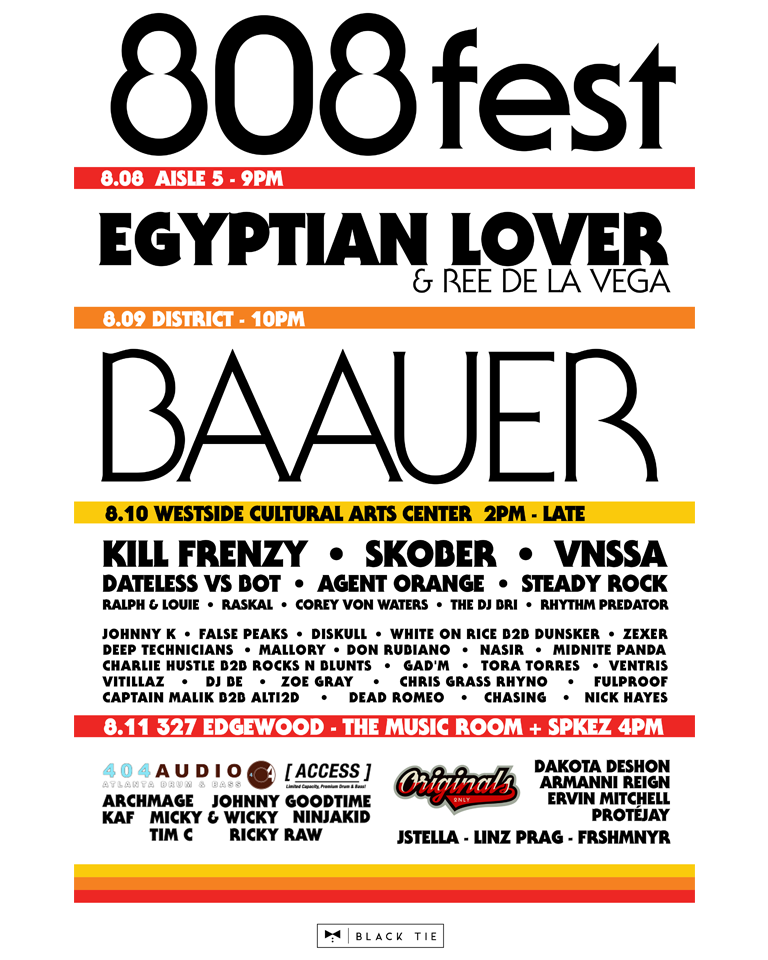 808 fest
8.08 AISLE 5 - 9PM
EGYPTIAN LOVER
& REE DE LA VEGA
8.09 DISTRICT - 10PM
BAAUER
8.10 WESTSIDE CULTURAL ARTS CENTER 2PM - LATE
KILL FRENZY • SKOBER • VNSSA
DATELESS VS BOT • AGENT ORANGE • STEADY ROCK
RALPH & LOUIE • RASKAL • COREY VON WATERS • THE DJ BRI • RHYTHM PREDATOR
JOHNNY K • FALSE PEAKS • DISKULL • WHITE ON RICE B2B DUNSKER • ZEXER
DEEP TECHNICIANS • MALLORY • DON RUBIANO • NASIR • MIDNITE PANDA
CHARLIE HUSTLE B2B ROCKS N BLUNTS • GAD'M • TORA TORRES • VENTRIS
VITILLAZ • DJ BE • ZOE GRAY • CHRIS GRASS RHYNO • FULPROOF
CAPTAIN MALIK B2B ALTI2D • DEAD ROMEO • CHASING • NICK HAYES
8.11 327 EDGEWOOD - THE MUSIC ROOM + SPKEZ 4PM
404AUDIO
ATLANTA DRUM & BASS
[ ACCESS ]
Limited Capacity, Premium Drum & Bass!
ARCHMAGE JOHNNY GOODTIME
KAF MICKY & WICKY NINJAKID
TIM C RICKY RAW
Originals
ONLY
DAKOTA DESHON
ARMANNI REIGN
ERVIN MITCHELL
PROTÉJAY
JSTELLA - LINZ PRAG - FRSHMNYR
BLACK TIE